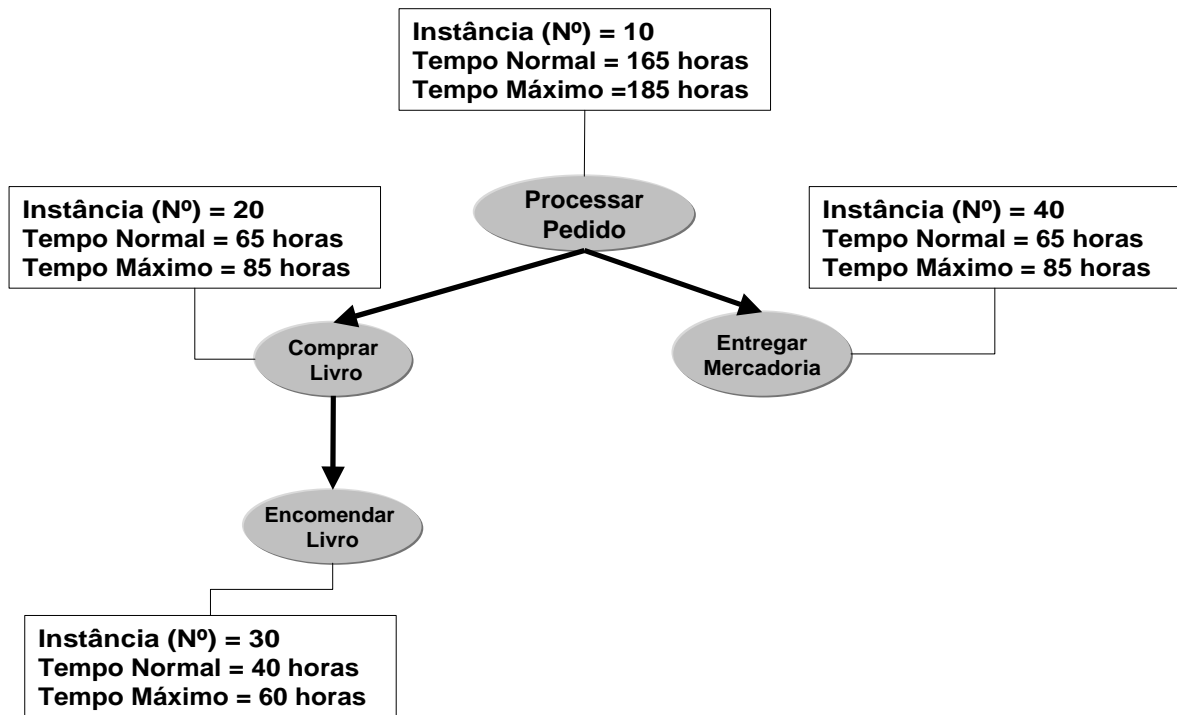 Instância (Nº) = 10
Tempo Normal = 165 horas
Tempo Máximo =185 horas
Processar
Pedido
Instância (Nº) = 20
Tempo Normal = 65 horas
Tempo Máximo = 85 horas
Instância (Nº) = 40
Tempo Normal = 65 horas
Tempo Máximo = 85 horas
Comprar
Livro
Entregar
Mercadoria
Encomendar
Livro
Instância (Nº) = 30
Tempo Normal = 40 horas
Tempo Máximo = 60 horas